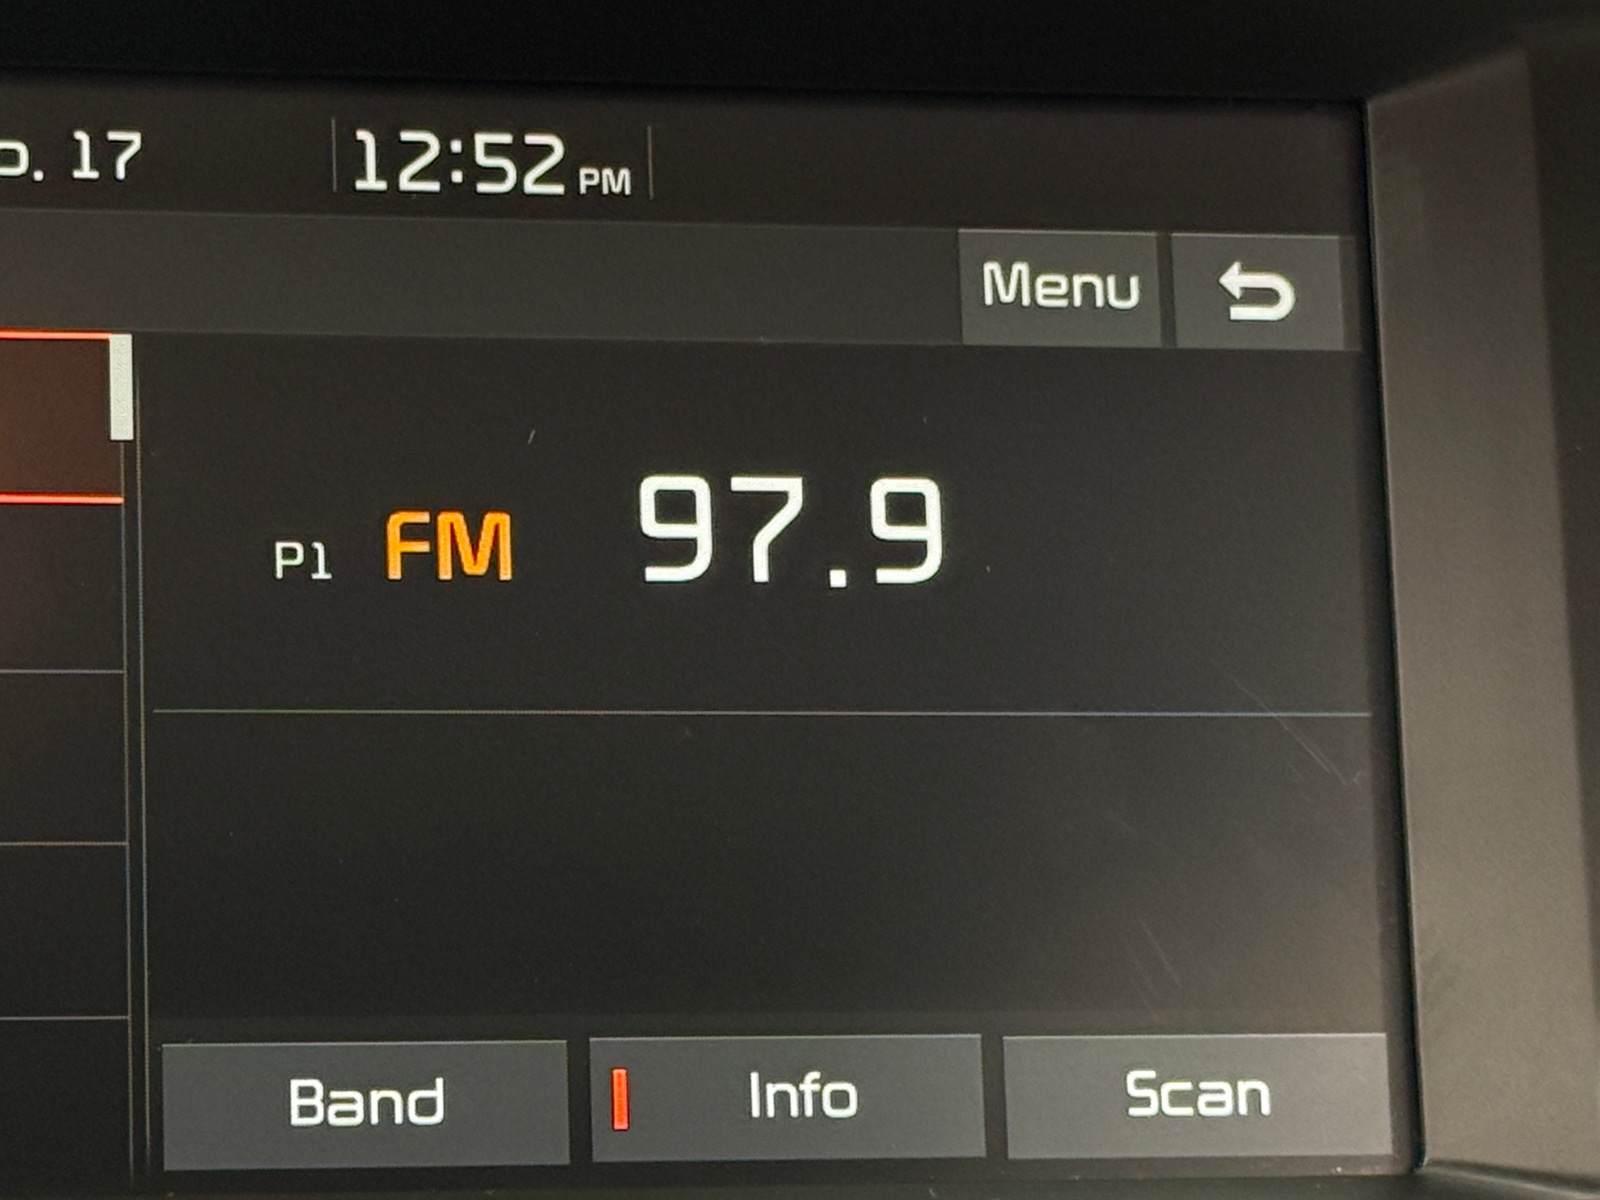 . 17
12:52 PM
Menu
P1 FM 97.9
Band Info Scan